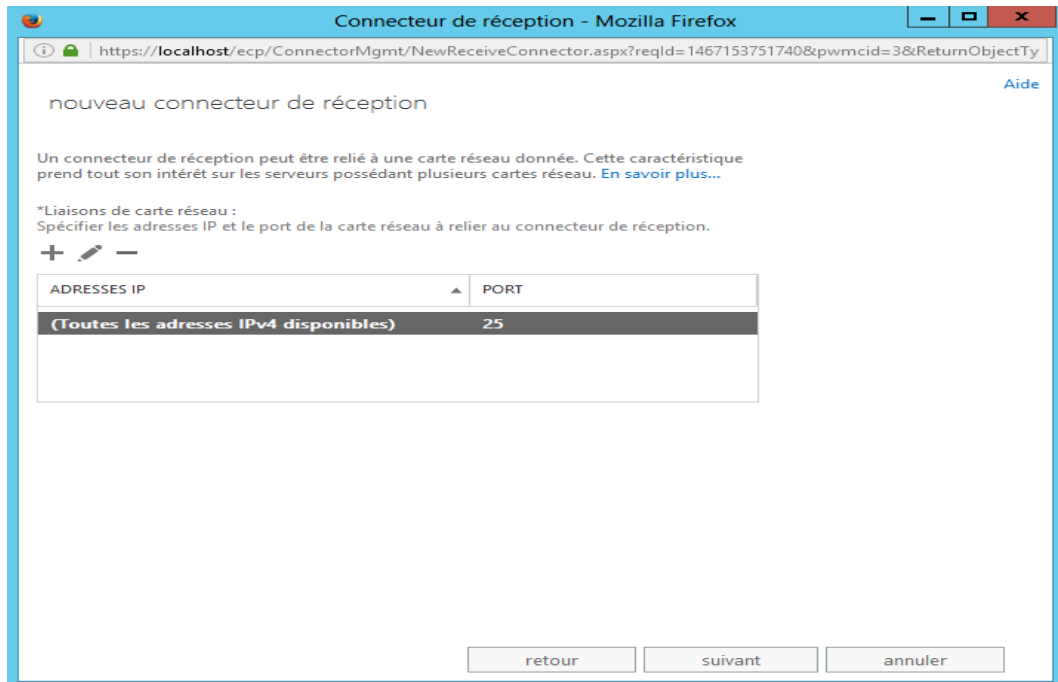 Connecteur de réception - Mozilla Firefox
https://localhost/ecp/ConnectorMgmt/NewReceiveConnector.aspx?reqId=1467153751740&pwmcid=3&ReturnObjectTy
Aide
nouveau connecteur de réception
Un connecteur de réception peut être relié à une carte réseau donnée. Cette caractéristique
prend tout son intérêt sur les serveurs possédant plusieurs cartes réseau. En savoir plus...
*Liaisons de carte réseau :
Spécifier les adresses IP et le port de la carte réseau à relier au connecteur de réception.
ADRESSES IP PORT
(Toutes les adresses IPv4 disponibles) 25
retour suivant annuler